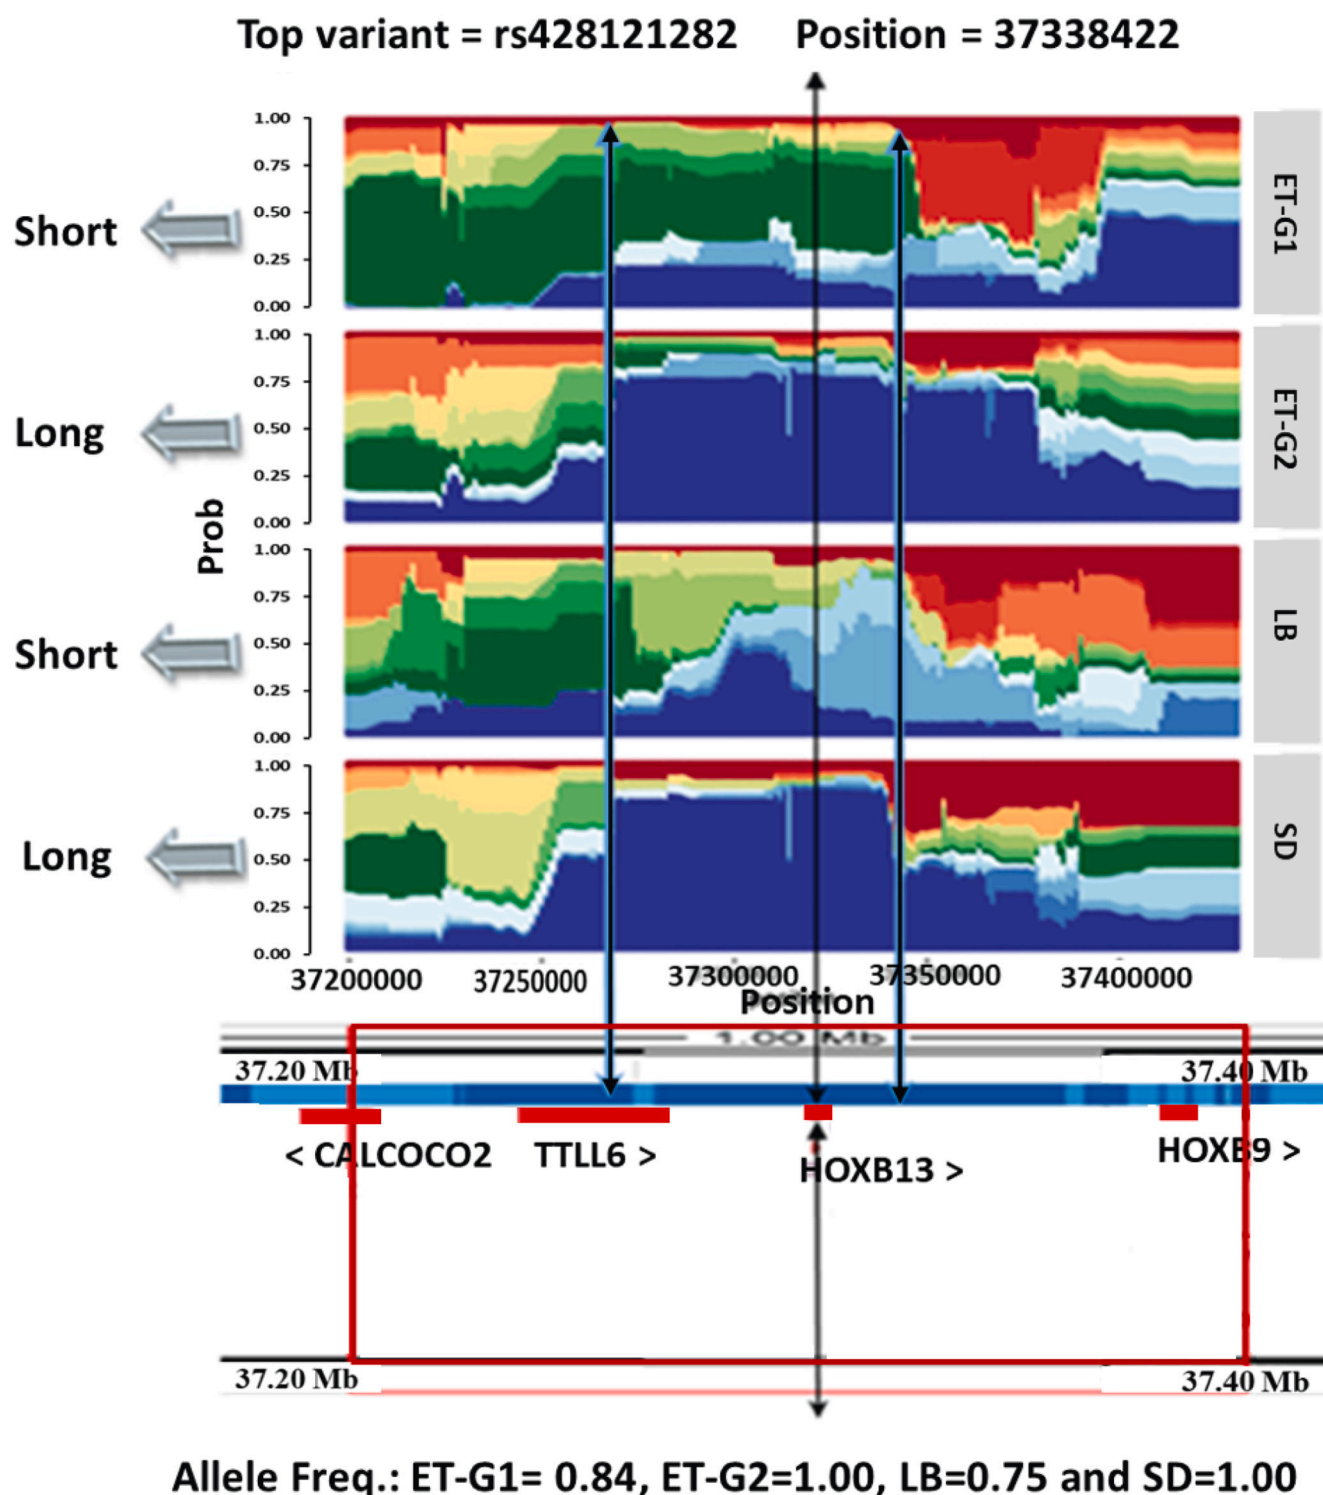 Top variant = rs428121282 Position = 37338422
1.00
0.75
0.50
0.25
0.00
Short
ET-G1
1.00
0.75
0.50
0.25
0.00
Long
ET-G2
Prob
1.00
0.75
0.50
0.25
0.00
Short
LB
1.00
0.75
0.50
0.25
0.00
Long
SD
37200000 37250000 37300000 37350000 37400000
Position
1.00 Mb
37.20 Mb 37.40 Mb
< CALCOCO2 TTLL6 > HOXB13 > HOXB9 >
37.20 Mb 37.40 Mb
Allele Freq.: ET-G1= 0.84, ET-G2=1.00, LB=0.75 and SD=1.00